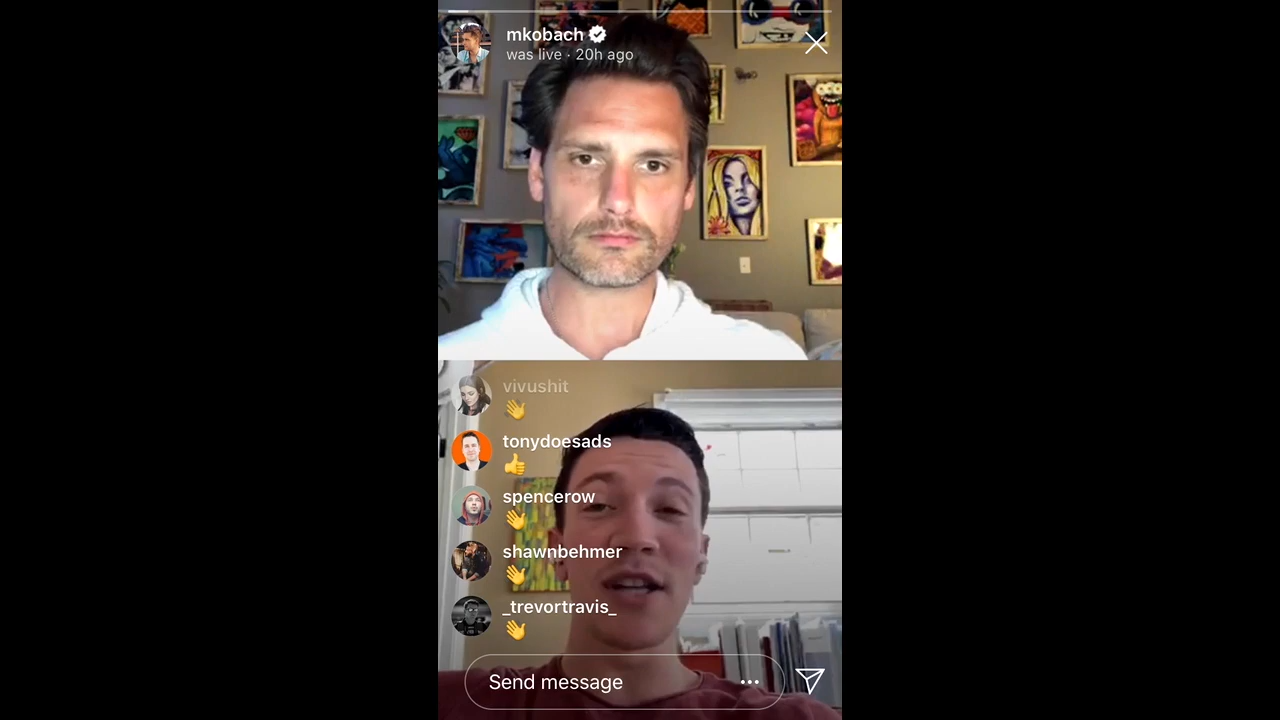 mkobach
was live · 20h ago
vivushit
👋
tonydoesads
👍
spencerow
👋
shawnbehmer
👋
_trevortravis_
👋
Send message